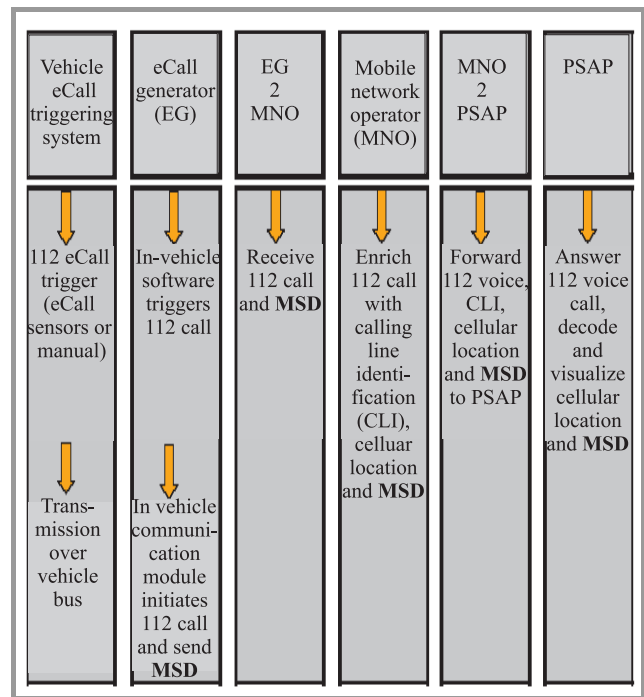 Vehicle
eCall
triggering
system
eCall
generator
(EG)
EG
2
MNO
Mobile
network
operator
(MNO)
MNO
2
PSAP
PSAP
112 eCall
trigger
(eCall
sensors or
manual)
Trans-
mission
over
vehicle
bus
In-vehicle
software
triggers
112 call
In vehicle
communi-
cation
module
initiates
112 call
and send
MSD
Receive
112 call
and MSD
Enrich
112 call
with
calling
line
identi-
fication
(CLI),
celluar
location
and MSD
Forward
112 voice,
CLI,
cellular
location
and MSD
to PSAP
Answer
112 voice
call,
decode
and
visualize
cellular
location
and MSD